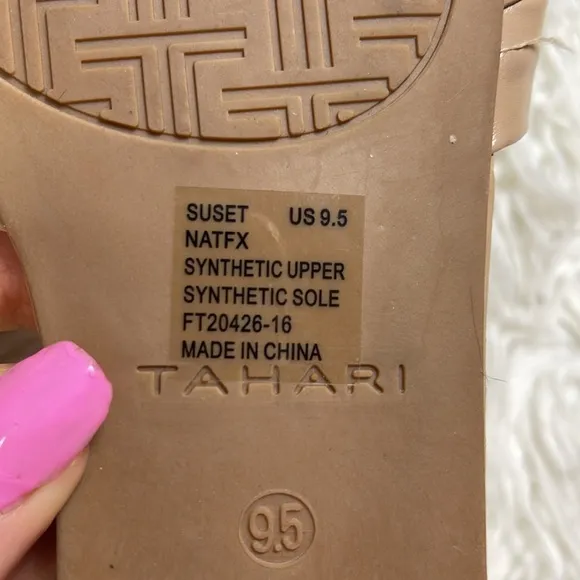 SUSET US 9.5
NATFX
SYNTHETIC UPPER
SYNTHETIC SOLE
FT20426-16
MADE IN CHINA
TAHARI
9.5